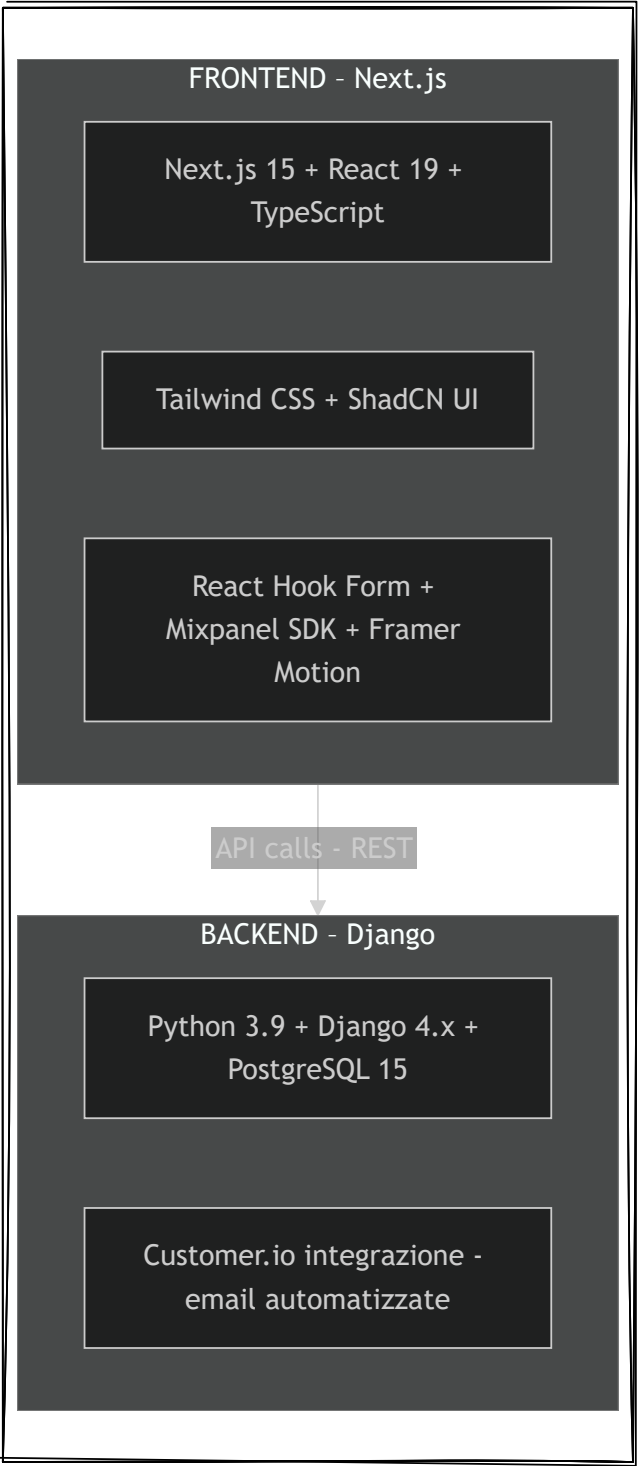 FRONTEND – Next.js
Next.js 15 + React 19 +
TypeScript
Tailwind CSS + ShadCN UI
React Hook Form +
Mixpanel SDK + Framer
Motion
API calls - REST
BACKEND – Django
Python 3.9 + Django 4.x +
PostgreSQL 15
Customer.io integrazione -
email automatizzate